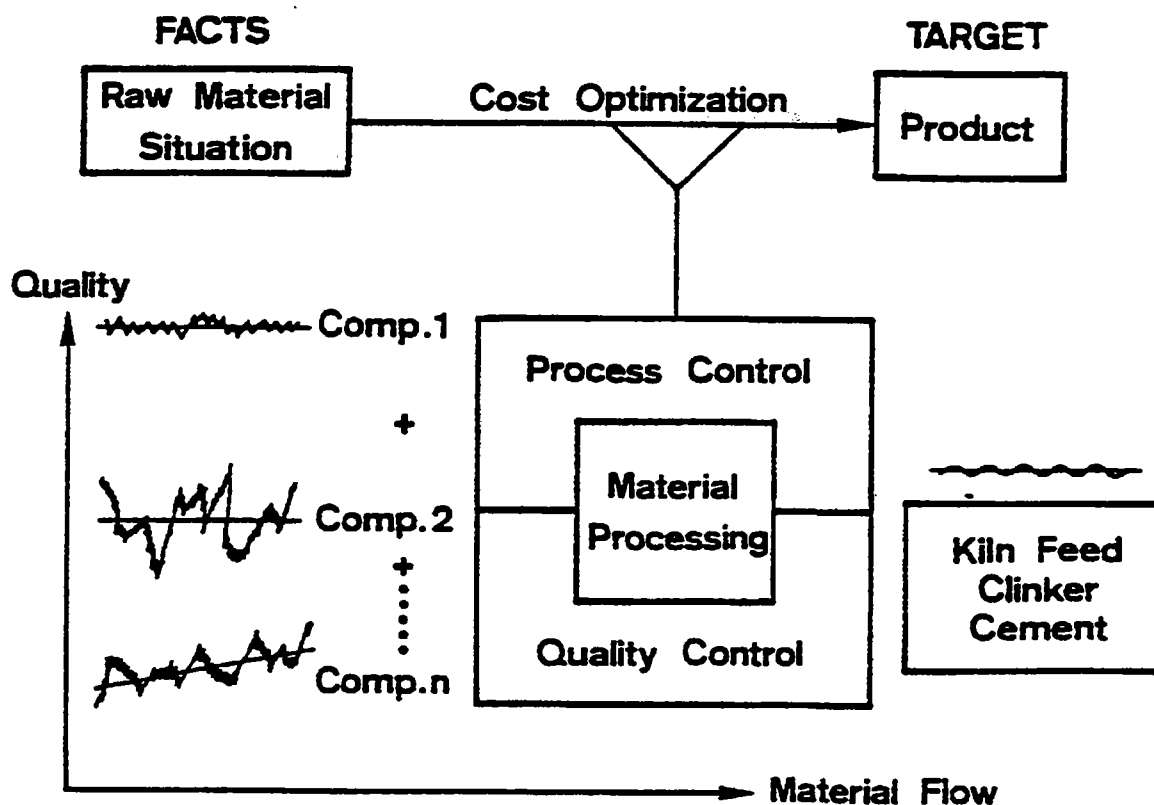 FACTS
TARGET
Raw Material
Situation
Cost Optimization
Product
Quality
Comp.1
+
Comp.2
+
Comp.n
Process Control
Material
Processing
Quality Control
Kiln Feed
Clinker
Cement
Material Flow